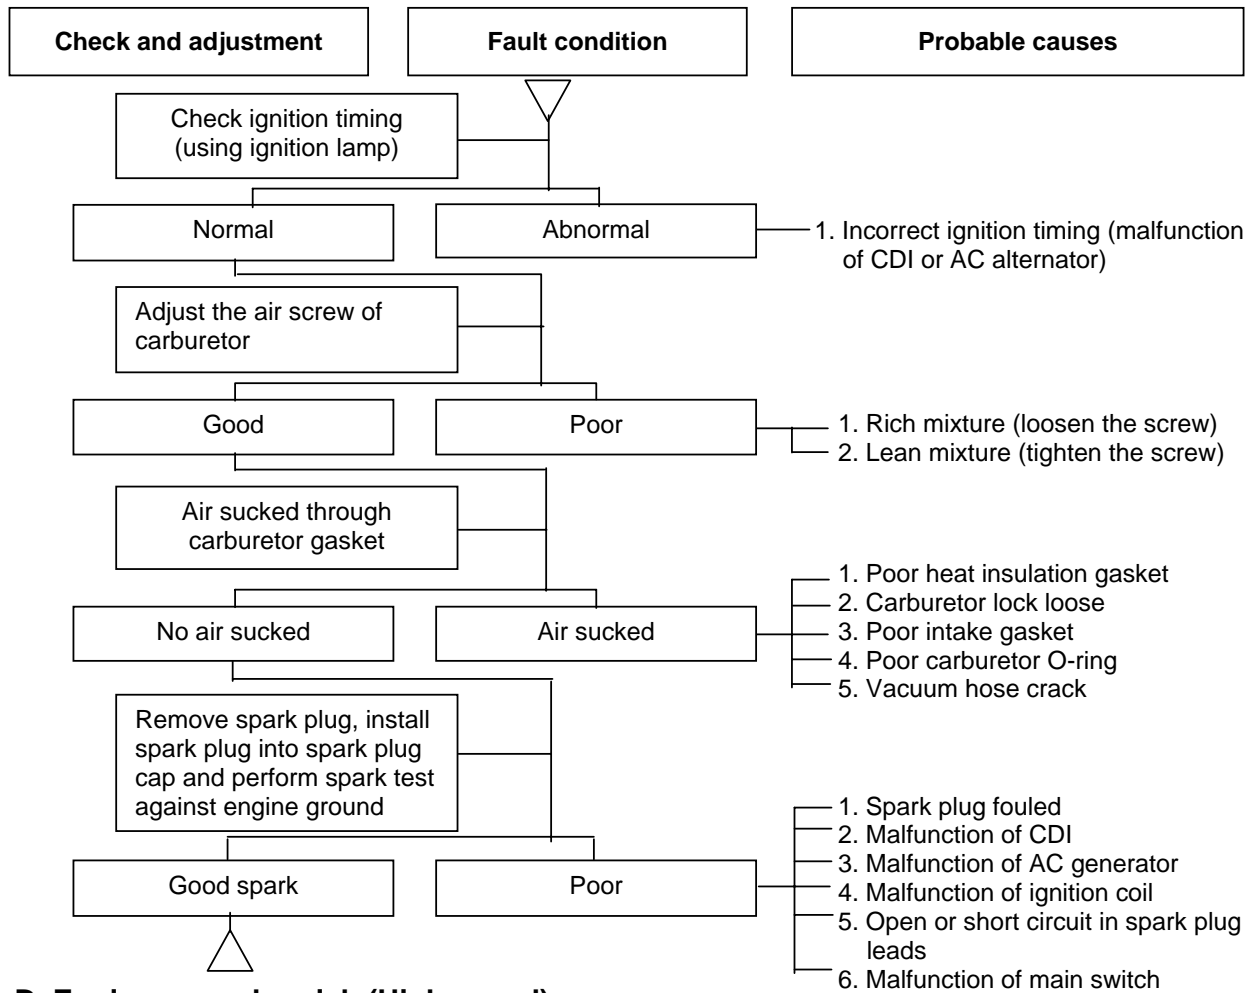 Check and adjustment
Fault condition
Probable causes
Check ignition timing
(using ignition lamp)
Normal
Abnormal
1. Incorrect ignition timing (malfunction
of CDI or AC alternator)
Adjust the air screw of
carburetor
Good
Poor
1. Rich mixture (loosen the screw)
2. Lean mixture (tighten the screw)
Air sucked through
carburetor gasket
No air sucked
Air sucked
1. Poor heat insulation gasket
2. Carburetor lock loose
3. Poor intake gasket
4. Poor carburetor O-ring
5. Vacuum hose crack
Remove spark plug, install
spark plug into spark plug
cap and perform spark test
against engine ground
Good spark
Poor
1. Spark plug fouled
2. Malfunction of CDI
3. Malfunction of AC generator
4. Malfunction of ignition coil
5. Open or short circuit in spark plug
leads
6. Malfunction of main switch